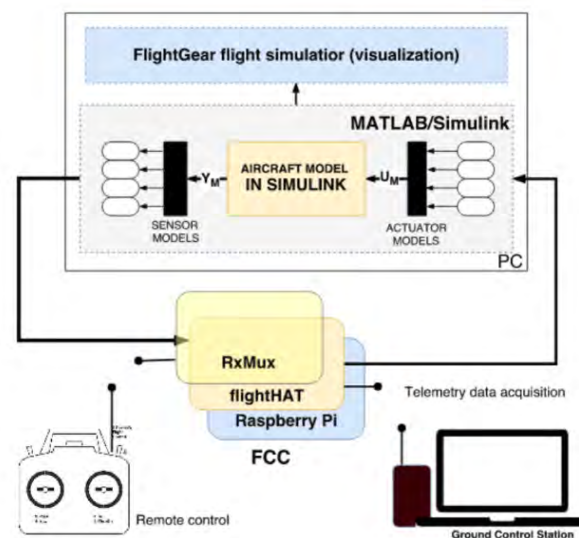 FlightGear flight simulatior (visualization)
MATLAB/Simulink
AIRCRAFT MODEL
IN SIMULINK
YM
UM
SENSOR
MODELS
ACTUATOR
MODELS
PC
RxMux
flightHAT
Raspberry Pi
FCC
Telemetry data acquisition
Remote control
Ground Control Station